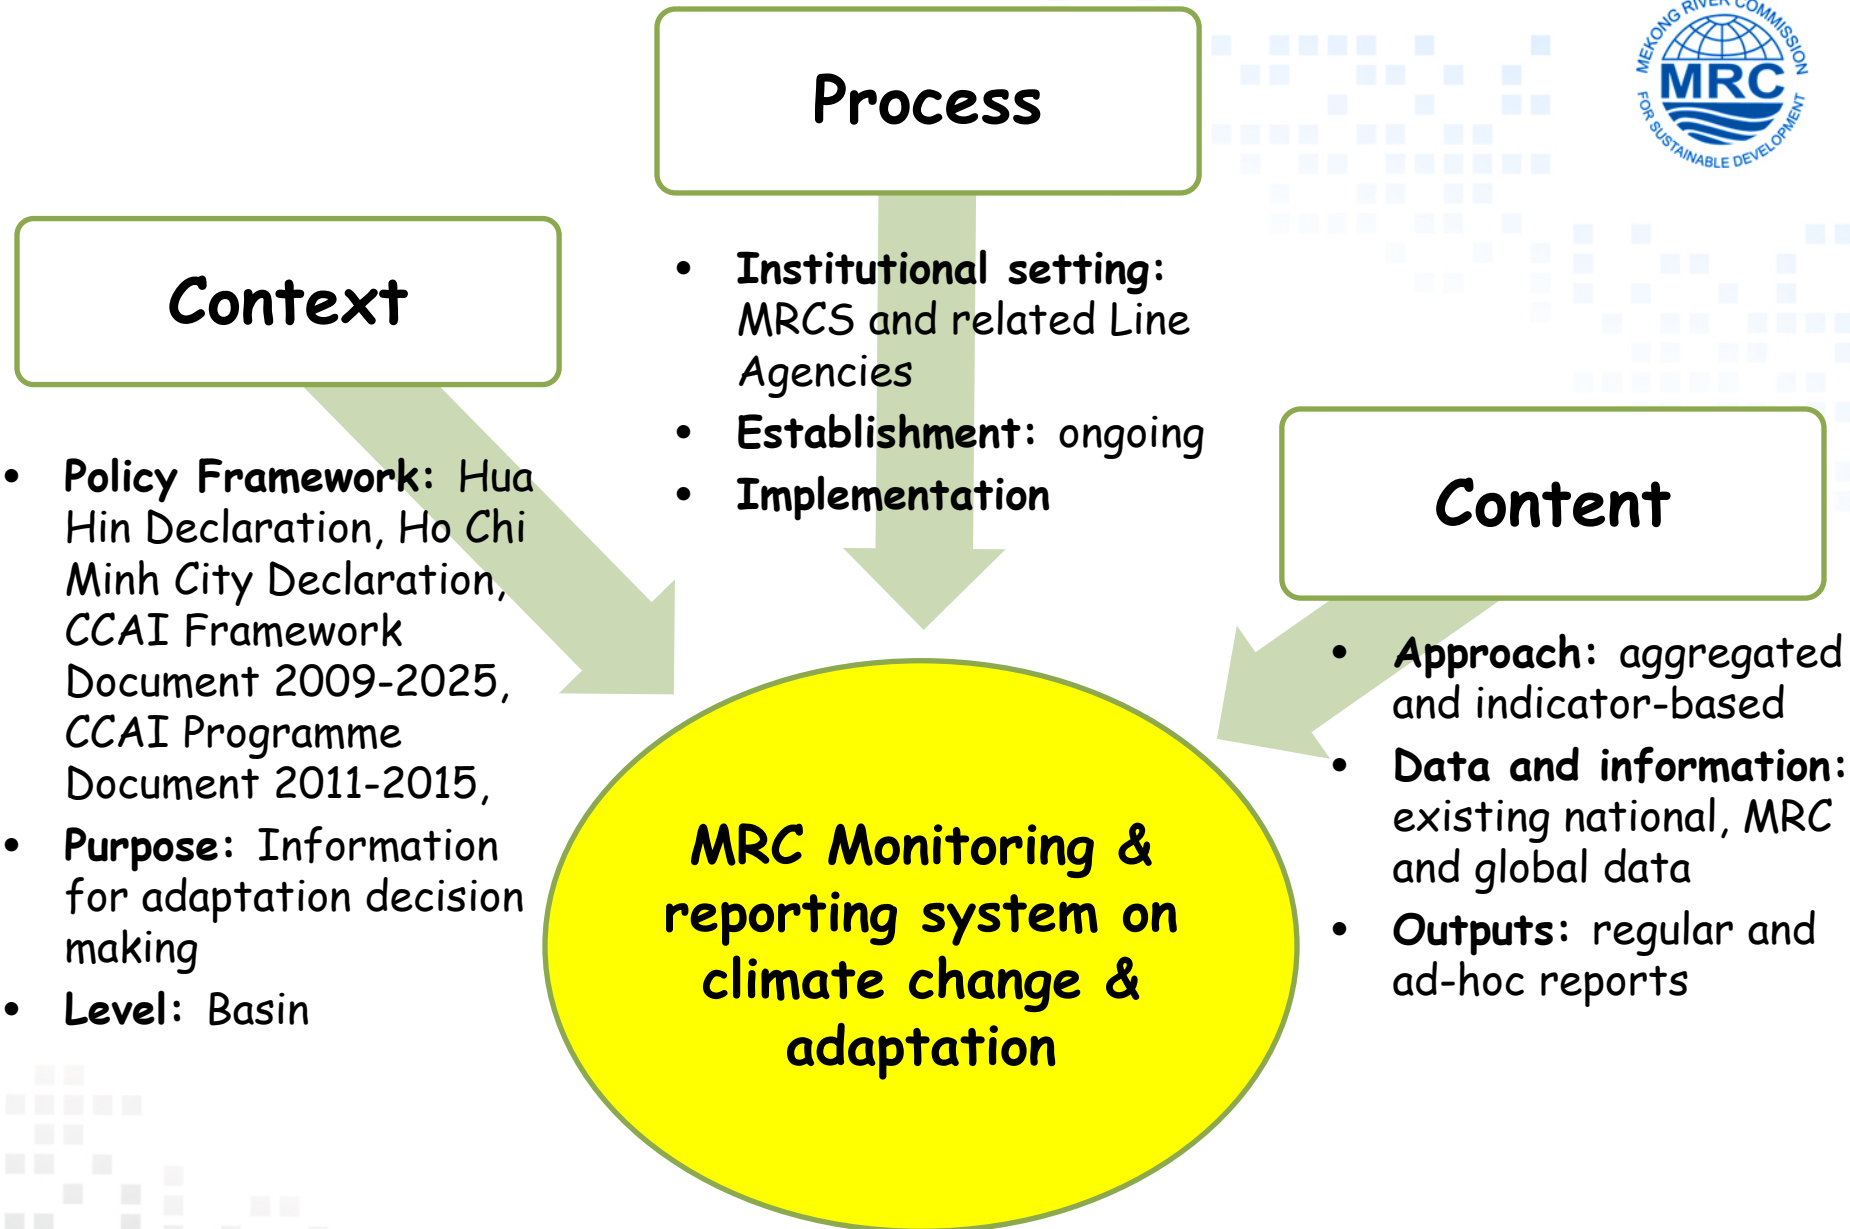 Process
MEKONG RIVER COMMISSION
MRC
FOR SUSTAINABLE DEVELOPMENT
Context
• Institutional setting:
MRCS and related Line
Agencies
• Establishment: ongoing
• Implementation
• Policy Framework: Hua
Hin Declaration, Ho Chi
Minh City Declaration,
CCAI Framework
Document 2009-2025,
CCAI Programme
Document 2011-2015,
• Purpose: Information
for adaptation decision
making
• Level: Basin
Content
• Approach: aggregated
and indicator-based
• Data and information:
existing national, MRC
and global data
• Outputs: regular and
ad-hoc reports
MRC Monitoring &
reporting system on
climate change &
adaptation